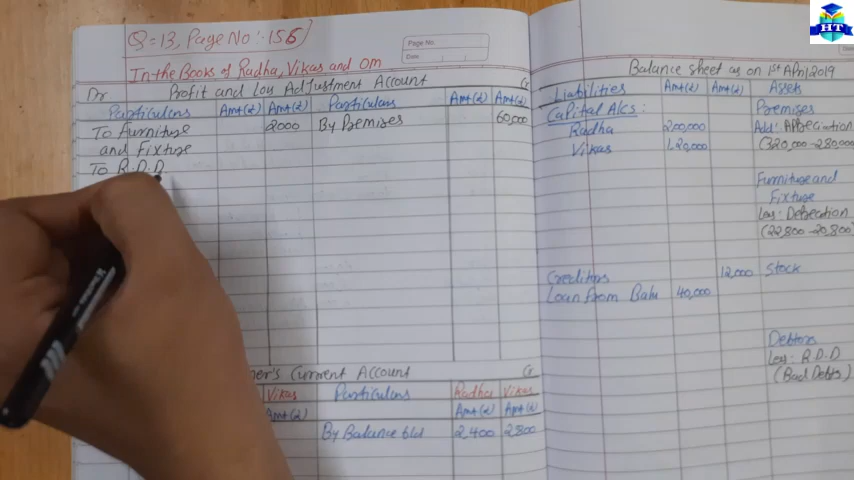 HT
Q=13, Page No:-156
Page No.
Date
In the Books of Radha, Vikas and Om
Dr Profit and Loss Adjustment Account Cr
Particulars Amt(₹) Amt(₹) Particulars Amt(₹) Amt(₹)
To Furniture 2000 By Premises 60,000
and Fixture
To R.D.D
ner's Current Account Cr
Vikas Particulars Radha Vikas
Amt(₹) Amt(₹) Amt(₹)
By Balance b/d 2400 2800
Balance sheet as on 1st April 2019
Liabilities Amt(₹) Amt(₹) Assets
Capital A/cs: Premises
Radha 200,000 Add: Appreciation
Vikas 1,20,000 (320,000-280,000
Furniture and
Fixture
Less: Depreciation
(22,800-20,800)
Creditors 12,000 Stock
Loan from Balu 40,000
Debtors
Less: R.D.D
(Bad Debts)